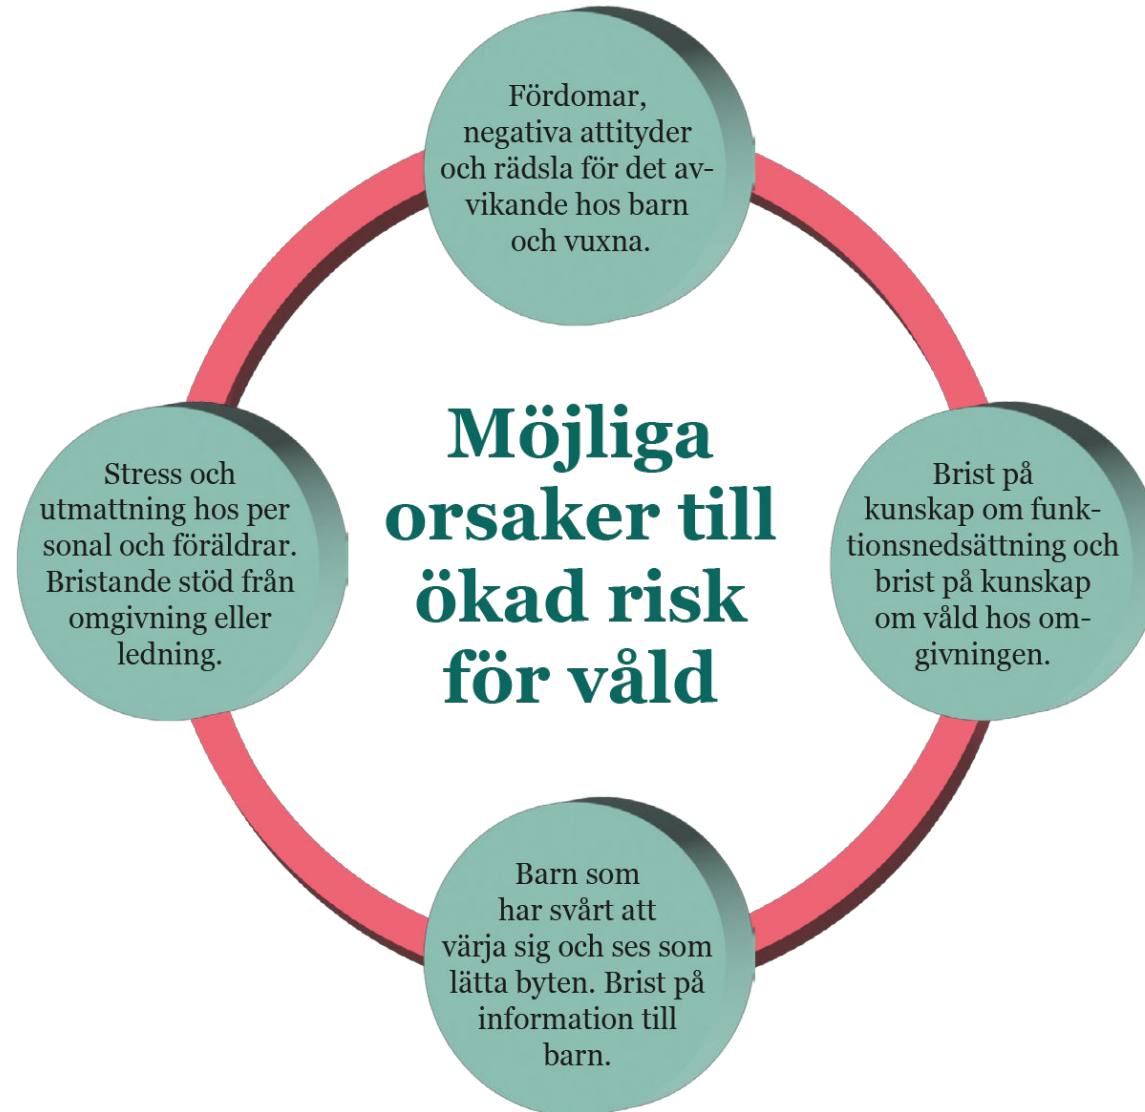 Fördomar,
negativa attityder
och rädsla för det av-
vikande hos barn
och vuxna.
Möjliga
orsaker till
ökad risk
för våld
Stress och
utmattning hos per
sonal och föräldrar.
Bristande stöd från
omgivning eller
ledning.
Brist på
kunskap om funk-
tionsnedsättning och
brist på kunskap
om våld hos om-
givningen.
Barn som
har svårt att
värja sig och ses som
lätta byten. Brist på
information till
barn.